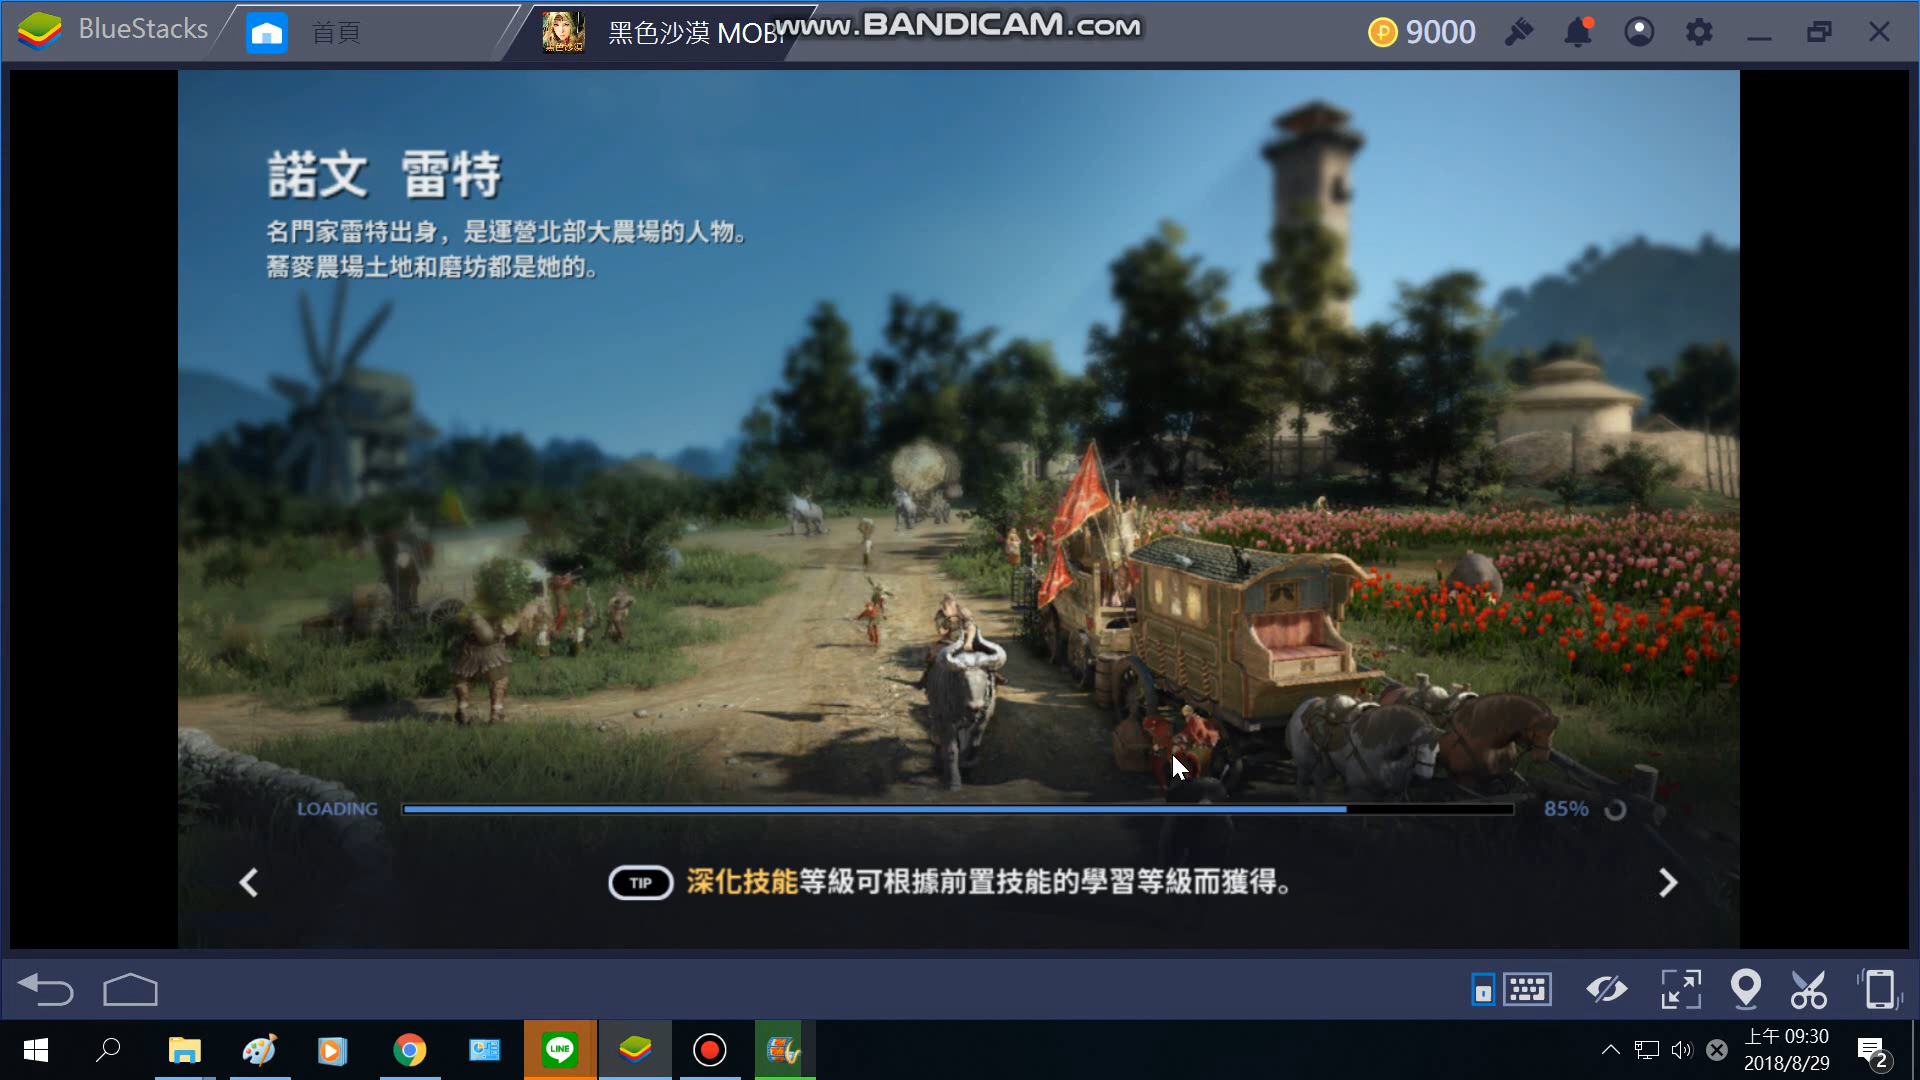 BlueStacks
首頁
黑色沙漠 MOBI
www.BANDICAM.com
9000
諾文 雷特
名門家雷特出身，是運營北部大農場的人物。
蕎麥農場土地和磨坊都是她的。
LOADING
85%
TIP 深化技能等級可根據前置技能的學習等級而獲得。
LINE
上午 09:30
2018/8/29
2